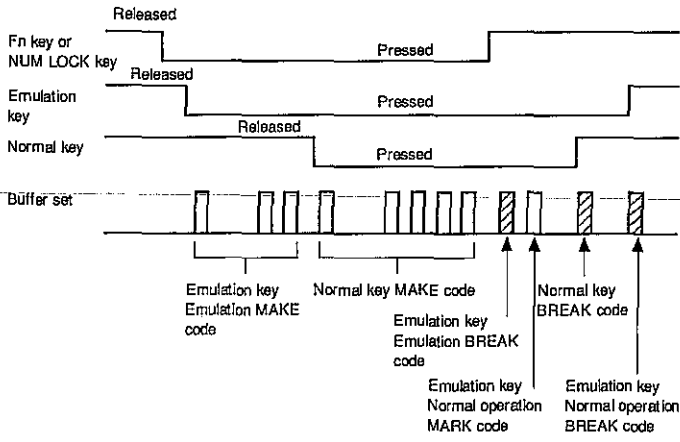 Released
Fn key or
NUM LOCK key
Pressed
Released
Emulation
key
Pressed
Released
Normal key
Pressed
Buffer set
Emulation key
Emulation MAKE
code
Normal key MAKE code
Emulation key
Emulation BREAK
code
Normal key
BREAK code
Emulation key
Normal operation
MARK code
Emulation key
Normal operation
BREAK code